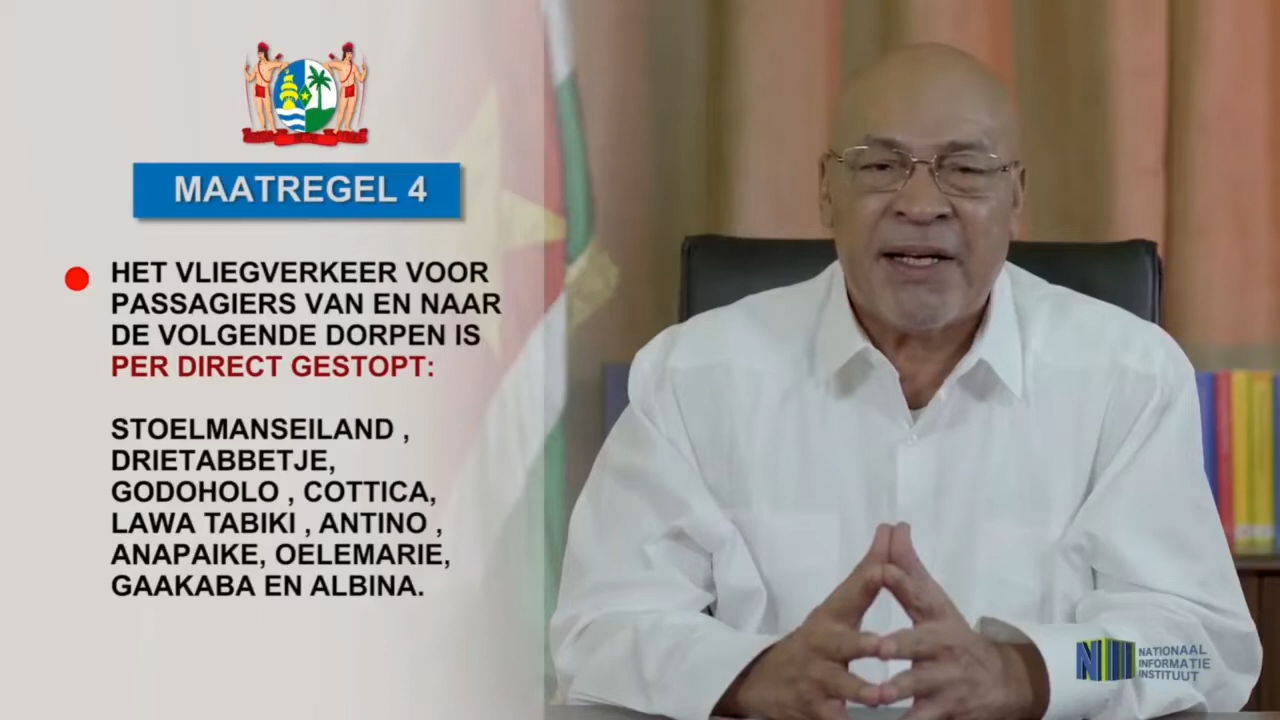 MAATREGEL 4
HET VLIEGVERKEER VOOR
PASSAGIERS VAN EN NAAR
DE VOLGENDE DORPEN IS
PER DIRECT GESTOPT:
STOELMANSEILAND ,
DRIETABBETJE,
GODOHOLO , COTTICA,
LAWA TABIKI , ANTINO ,
ANAPAIKE, OELEMARIE,
GAAKABA EN ALBINA.
NII
NATIONAAL
INFORMATIE
INSTITUUT